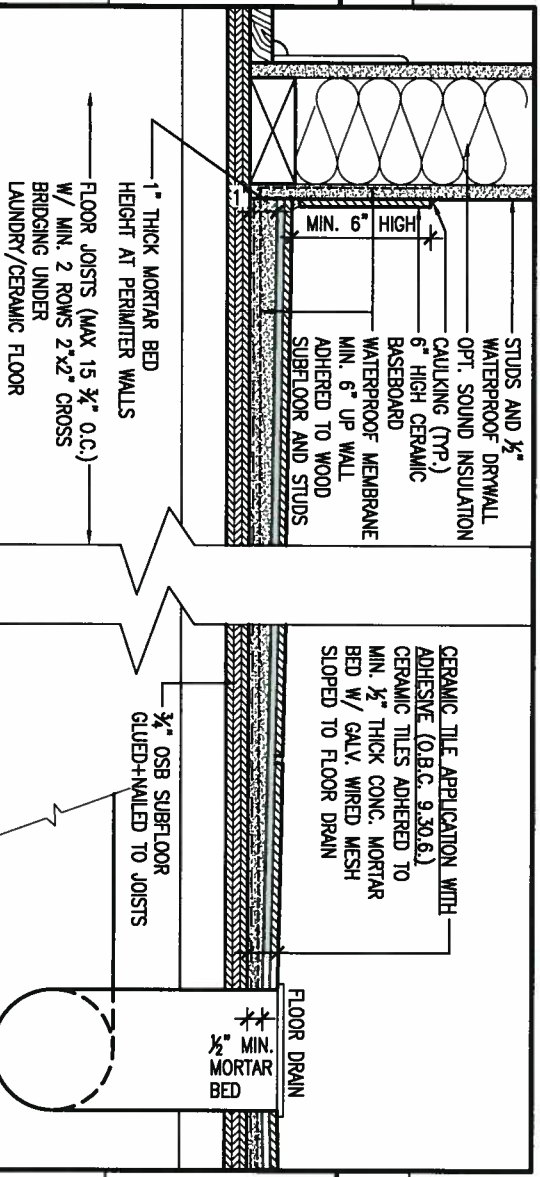 STUDS AND ½"
WATERPROOF DRYWALL
OPT. SOUND INSULATION
CAULKING (TYP.)
6" HIGH CERAMIC
BASEBOARD
WATERPROOF MEMBRANE
MIN. 6" UP WALL
ADHERED TO WOOD
SUBFLOOR AND STUDS
MIN. 6" HIGH
1"
1" THICK MORTAR BED
HEIGHT AT PERIMITER WALLS
FLOOR JOISTS (MAX 15 ¾" O.C.)
W/ MIN. 2 ROWS 2"x2" CROSS
BRIDGING UNDER
LAUNDRY/CERAMIC FLOOR
CERAMIC TILE APPLICATION WITH
ADHESIVE (O.B.C. 9.30.6.)
CERAMIC TILES ADHERED TO
MIN. ½" THICK CONC. MORTAR
BED W/ GALV. WIRED MESH
SLOPED TO FLOOR DRAIN
¾" OSB SUBFLOOR
GLUED+NAILED TO JOISTS
FLOOR DRAIN
½" MIN.
MORTAR
BED